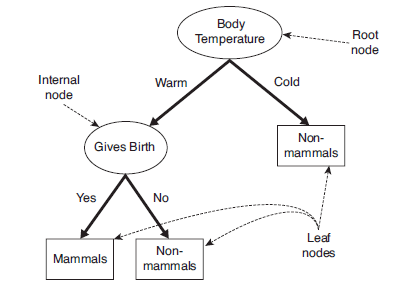 Body
Temperature
Root
node
Internal
node
Warm
Cold
Gives Birth
Non-
mammals
Yes
No
Mammals
Non-
mammals
Leaf
nodes